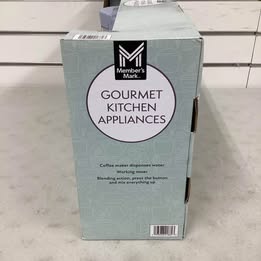 M
Member's
Mark.
GOURMET
KITCHEN
APPLIANCES
Coffee maker dispenses water
Working timer
Blending action, press the button
and mix everything up.